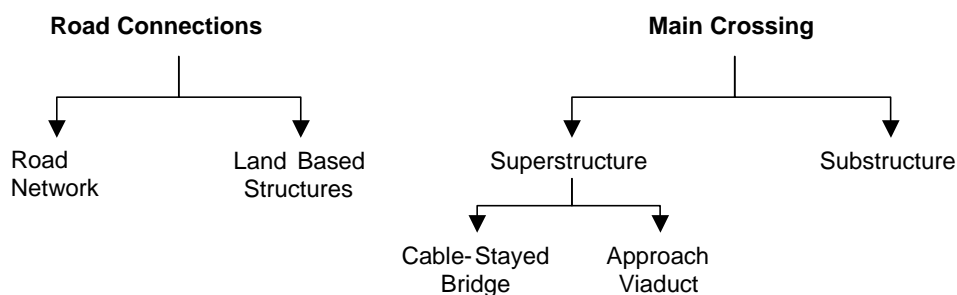 Road Connections
Main Crossing
Road
Network
Land Based
Structures
Superstructure
Substructure
Cable-Stayed
Bridge
Approach
Viaduct